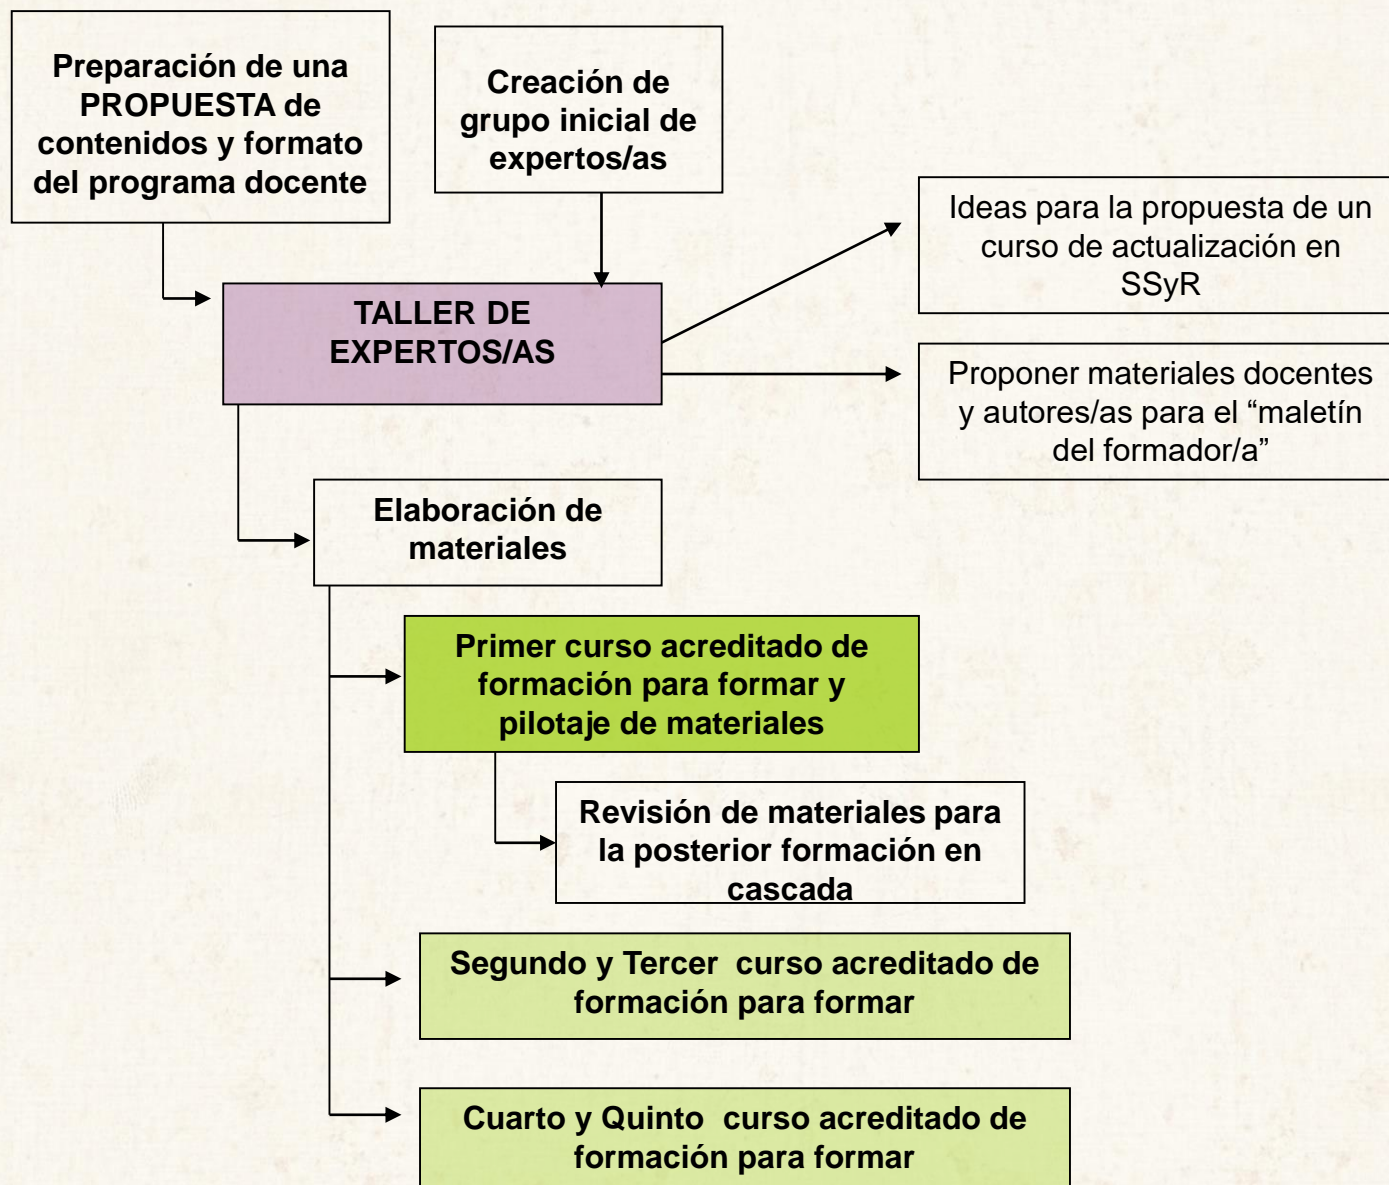 Preparación de una
PROPUESTA de
contenidos y formato
del programa docente
Creación de
grupo inicial de
expertos/as
Ideas para la propuesta de un
curso de actualización en
SSyR
TALLER DE
EXPERTOS/AS
Proponer materiales docentes
y autores/as para el “maletín
del formador/a”
Elaboración de
materiales
Primer curso acreditado de
formación para formar y
pilotaje de materiales
Revisión de materiales para
la posterior formación en
cascada
Segundo y Tercer  curso acreditado de
formación para formar
Cuarto y Quinto  curso acreditado de
formación para formar